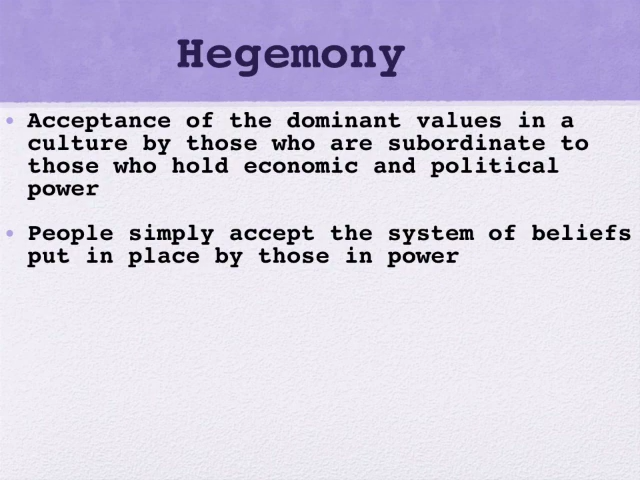 Hegemony
• Acceptance of the dominant values in a
culture by those who are subordinate to
those who hold economic and political
power
• People simply accept the system of beliefs
put in place by those in power